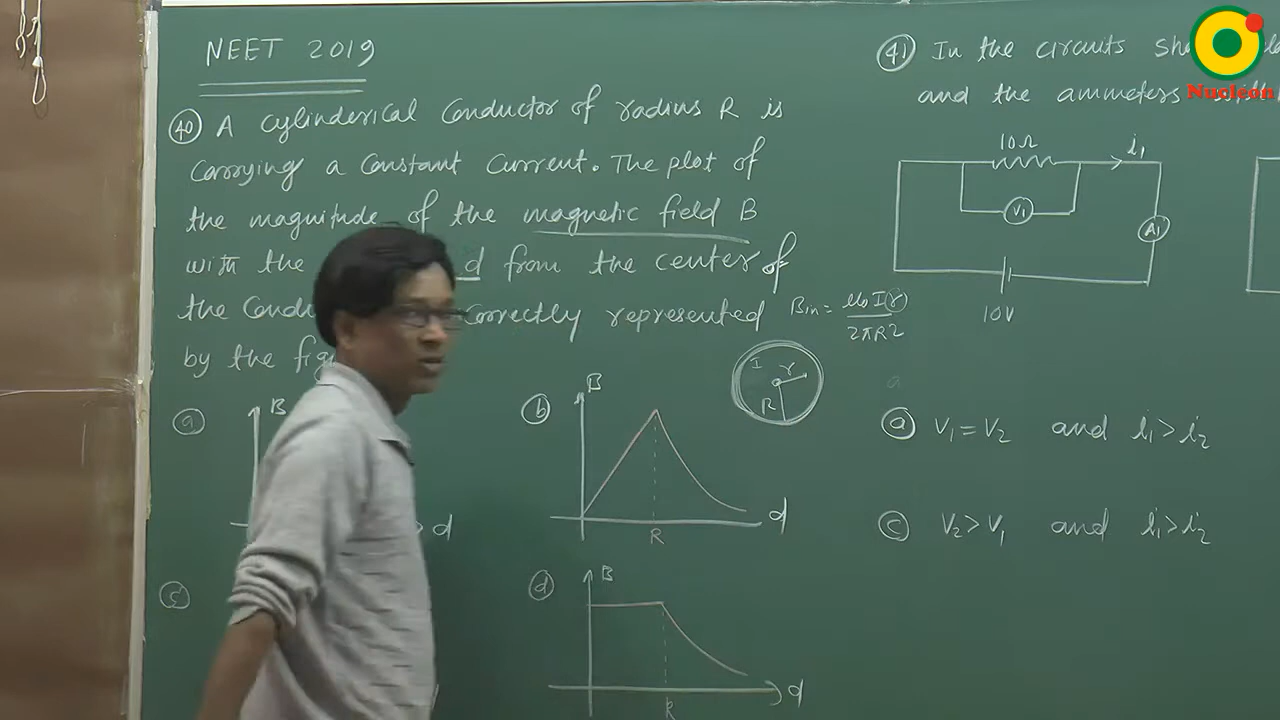 NEET 2019
40 A cylinderical conductor of radius R is
carrying a constant current. The plot of
the magnitude of the magnetic field B
with the d from the center of
the correctly represented
by the
a B
d
b B
d
R
c
d B
d
R
Bin = μ0 I(r)
2πR2
I r
R
41 In the circuits
and the ammeters
Nucleon
10Ω i1
V1
A1
10V
a
a V1 = V2 and i1 > i2
c V2 > V1 and i1 > i2